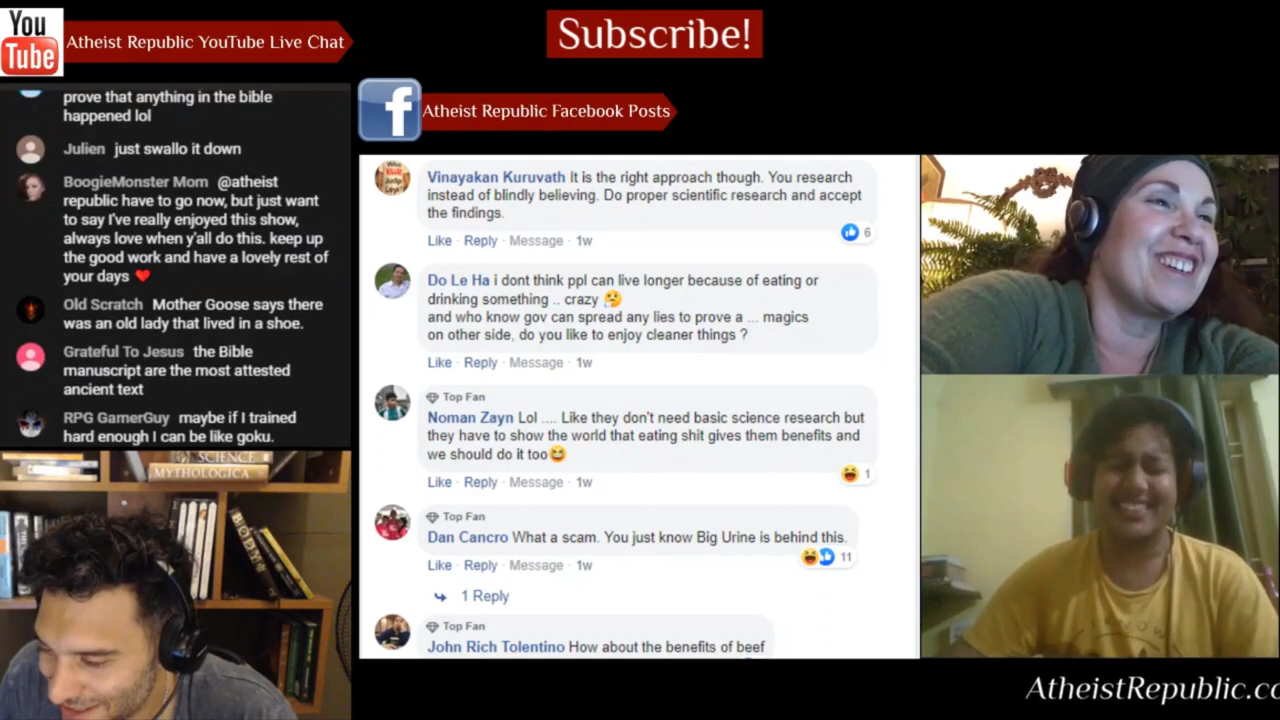 You
Tube
Atheist Republic YouTube Live Chat
Subscribe!
f
Atheist Republic Facebook Posts
prove that anything in the bible
happened lol
Julien just swallo it down
BoogieMonster Mom @atheist
republic have to go now, but just want
to say I've really enjoyed this show,
always love when y'all do this. keep up
the good work and have a lovely rest of
your days ❤️
Old Scratch Mother Goose says there
was an old lady that lived in a shoe.
Grateful To Jesus the Bible
manuscript are the most attested
ancient text
RPG GamerGuy maybe if I trained
hard enough I can be like goku.
SCIENCE
MYTHOLOGICA
BODY
Vinayakan Kuruvath It is the right approach though. You research
instead of blindly believing. Do proper scientific research and accept
the findings.
Like · Reply · Message · 1w
6
Do Le Ha i dont think ppl can live longer because of eating or
drinking something .. crazy 🤔
and who know gov can spread any lies to prove a ... magics
on other side, do you like to enjoy cleaner things ?
Like · Reply · Message · 1w
Top Fan
Noman Zayn Lol .... Like they don't need basic science research but
they have to show the world that eating shit gives them benefits and
we should do it too😆
Like · Reply · Message · 1w
1
Top Fan
Dan Cancro What a scam. You just know Big Urine is behind this.
Like · Reply · Message · 1w
11
1 Reply
Top Fan
John Rich Tolentino How about the benefits of beef
AtheistRepublic.co